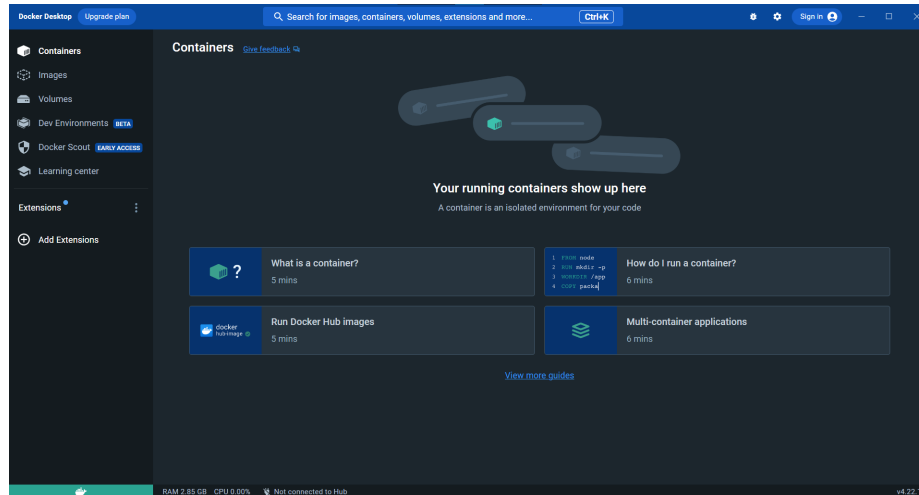 Docker Desktop Upgrade plan Search for images, containers, volumes, extensions and more... Ctrl+K Sign in
Containers
Images
Volumes
Dev Environments BETA
Docker Scout EARLY ACCESS
Learning center
Extensions
Add Extensions
Containers Give feedback
Your running containers show up here
A container is an isolated environment for your code
?
What is a container?
5 mins
1 FROM node
2 RUN mkdir -p
3 WORKDIR /app
4 COPY packa
How do I run a container?
6 mins
docker
hub-image
Run Docker Hub images
5 mins
Multi-container applications
6 mins
View more guides
RAM 2.85 GB CPU 0.00% Not connected to Hub v4.22